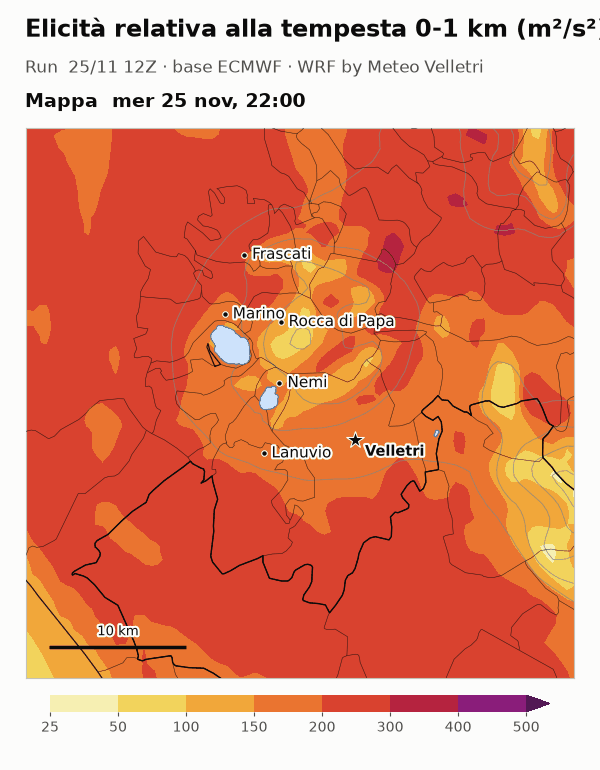 Elicità relativa alla tempesta 0-1 km (m²/s²)
Run 25/11 12Z · base ECMWF · WRF by Meteo Velletri
Mappa mer 25 nov, 22:00
Frascati
Marino
Rocca di Papa
Nemi
Velletri
Lanuvio
10 km
25 50 100 150 200 300 400 500